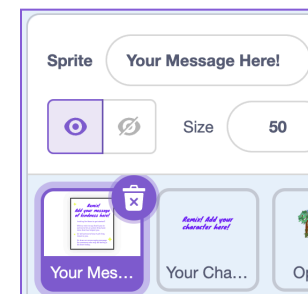 Sprite Your Message Here!
Size 50
Remix!
Add your message
of kindness here!
Remix! Add your
character here!
Your Mes... Your Cha... Op